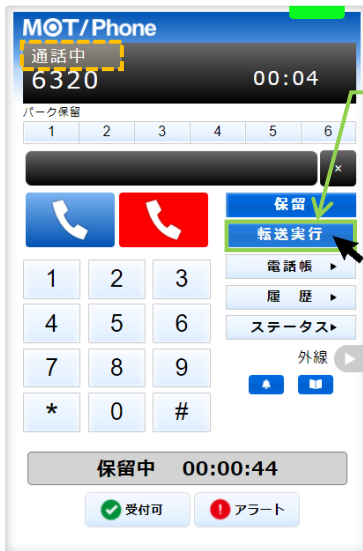 MOT/Phone
通話中
6320 00:04
パーク保留
1 2 3 4 5 6
×
保留
転送実行
電話帳
履 歴
ステータス
1 2 3
4 5 6
7 8 9
* 0 #
外線
保留中 00:00:44
受付可 アラート